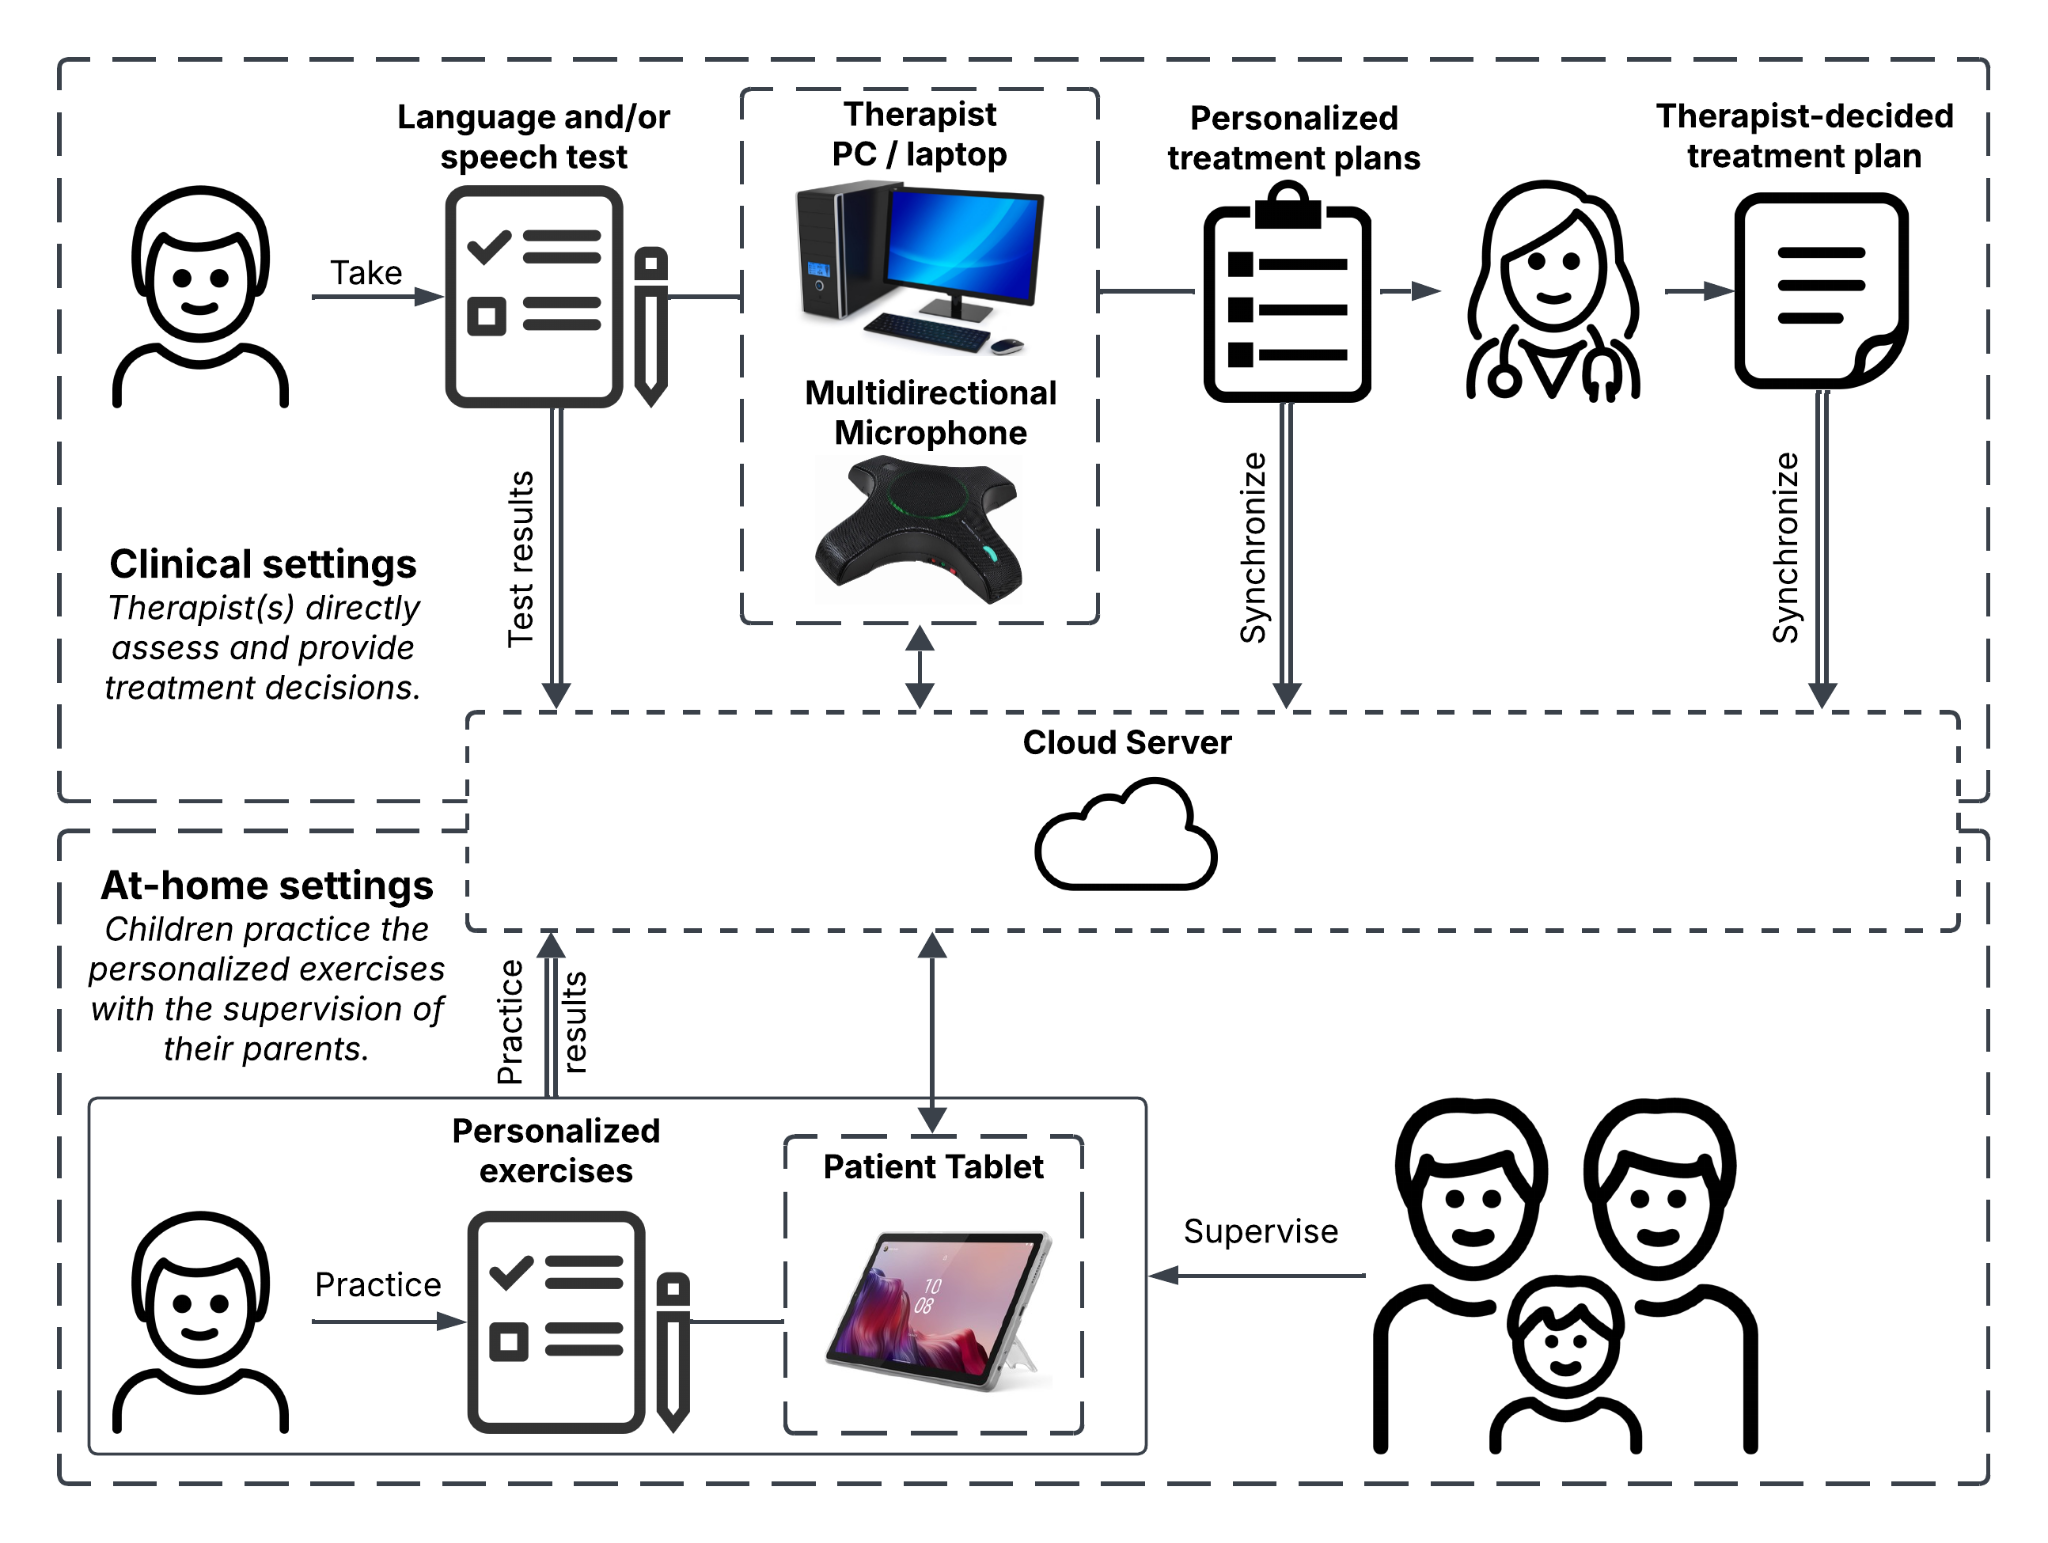 Language and/or
speech test
Therapist
PC / laptop
Personalized
treatment plans
Therapist-decided
treatment plan
Take
Multidirectional
Microphone
Test results
Synchronize
Synchronize
Clinical settings
Therapist(s) directly
assess and provide
treatment decisions.
Cloud Server
At-home settings
Children practice the
personalized exercises
with the supervision of
their parents.
Practice
results
Personalized
exercises
Patient Tablet
Practice
10
08
Supervise